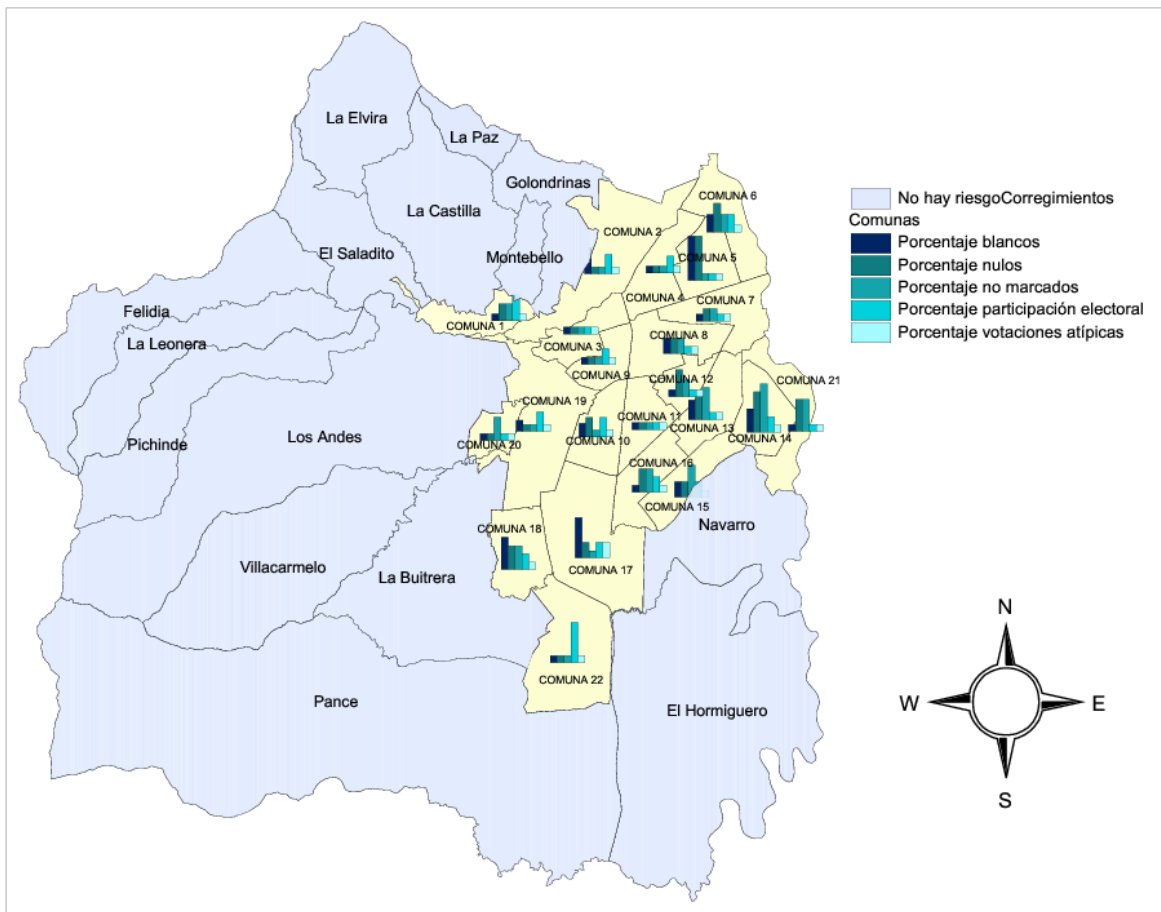 La Elvira
La Paz
Golondrinas
La Castilla
El Saladito
Montebello
Felidia
La Leonera
Pichinde
Los Andes
Villacarmelo
La Buitrera
Pance
Navarro
El Hormiguero
COMUNA 6
COMUNA 2
COMUNA 5
COMUNA 4
COMUNA 7
COMUNA 1
COMUNA 3
COMUNA 8
COMUNA 9
COMUNA 12
COMUNA 21
COMUNA 19
COMUNA 11
COMUNA 13
COMUNA 14
COMUNA 20
COMUNA 10
COMUNA 16
COMUNA 15
COMUNA 18
COMUNA 17
COMUNA 22
No hay riesgoCorregimientos
Comunas
Porcentaje blancos
Porcentaje nulos
Porcentaje no marcados
Porcentaje participación electoral
Porcentaje votaciones atípicas
N
W
E
S